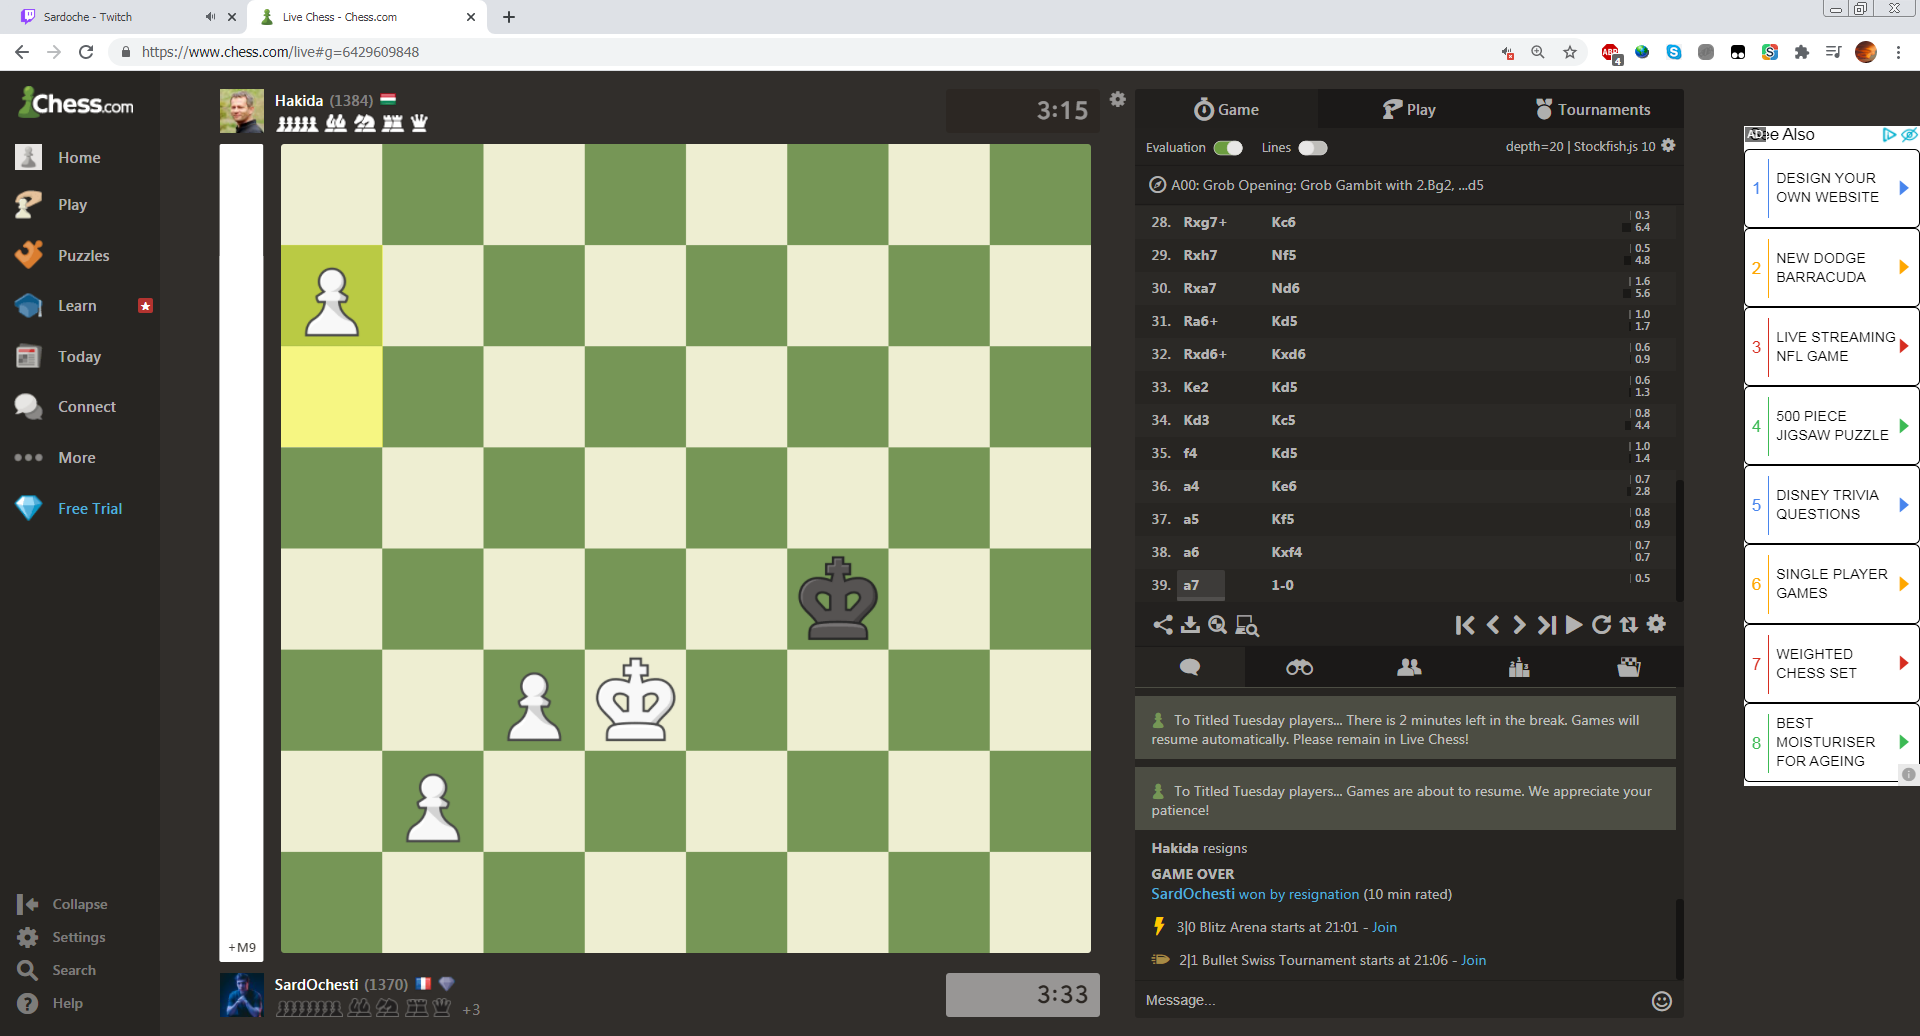 Sardoche - Twitch
Live Chess - Chess.com
https://www.chess.com/live#g=6429609848
4
Chess.com
Home
Play
Puzzles
Learn
Today
Connect
More
Free Trial
Collapse
Settings
Search
Help
Hakida (1384)
3:15
+M9
SardOchesti (1370)
+3
3:33
Game
Play
Tournaments
Evaluation
Lines
depth=20 | Stockfish.js 10
A00: Grob Opening: Grob Gambit with 2.Bg2, ...d5
28. Rxg7+ Kc6 0.3 6.4
29. Rxh7 Nf5 0.5 4.8
30. Rxa7 Nd6 1.6 5.6
31. Ra6+ Kd5 1.0 1.7
32. Rxd6+ Kxd6 0.6 0.9
33. Ke2 Kd5 0.6 1.3
34. Kd3 Kc5 0.8 4.4
35. f4 Kd5 1.0 1.4
36. a4 Ke6 0.7 2.8
37. a5 Kf5 0.8 0.9
38. a6 Kxf4 0.7 0.7
39. a7 1-0 0.5
To Titled Tuesday players... There is 2 minutes left in the break. Games will
resume automatically. Please remain in Live Chess!
To Titled Tuesday players... Games are about to resume. We appreciate your
patience!
Hakida resigns
GAME OVER
SardOchesti won by resignation (10 min rated)
3|0 Blitz Arena starts at 21:01 - Join
2|1 Bullet Swiss Tournament starts at 21:06 - Join
Message...
AD
ee Also
1 DESIGN YOUR
OWN WEBSITE
2 NEW DODGE
BARRACUDA
3 LIVE STREAMING
NFL GAME
4 500 PIECE
JIGSAW PUZZLE
5 DISNEY TRIVIA
QUESTIONS
6 SINGLE PLAYER
GAMES
7 WEIGHTED
CHESS SET
8 BEST
MOISTURISER
FOR AGEING